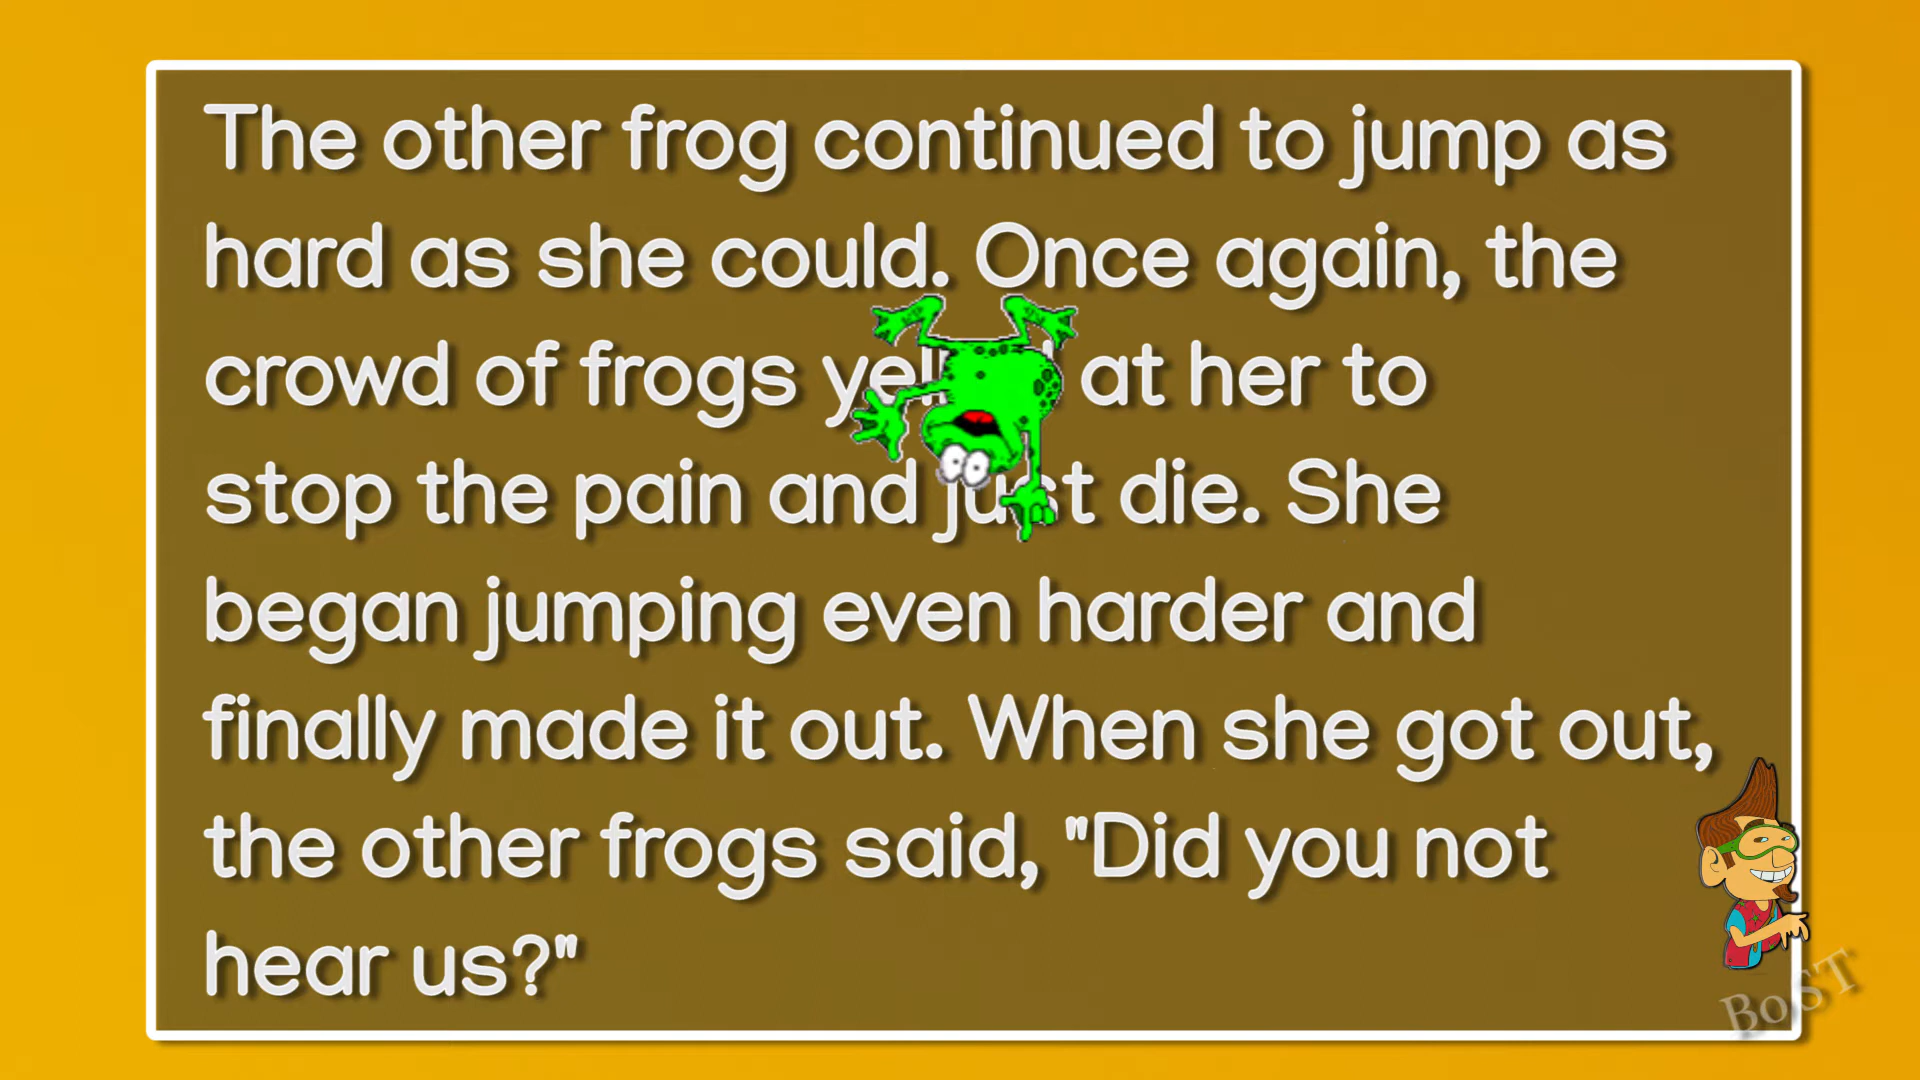 The other frog continued to jump as
hard as she could. Once again, the
crowd of frogs at her to
stop the pain and just die. She
began jumping even harder and
finally made it out. When she got out,
the other frogs said, "Did you not
hear us?"
BoST